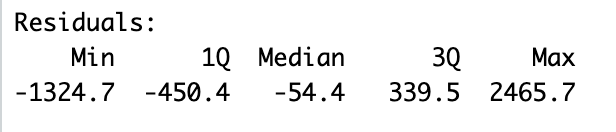 Residuals:
Min 1Q Median 3Q Max
-1324.7 -450.4 -54.4 339.5 2465.7